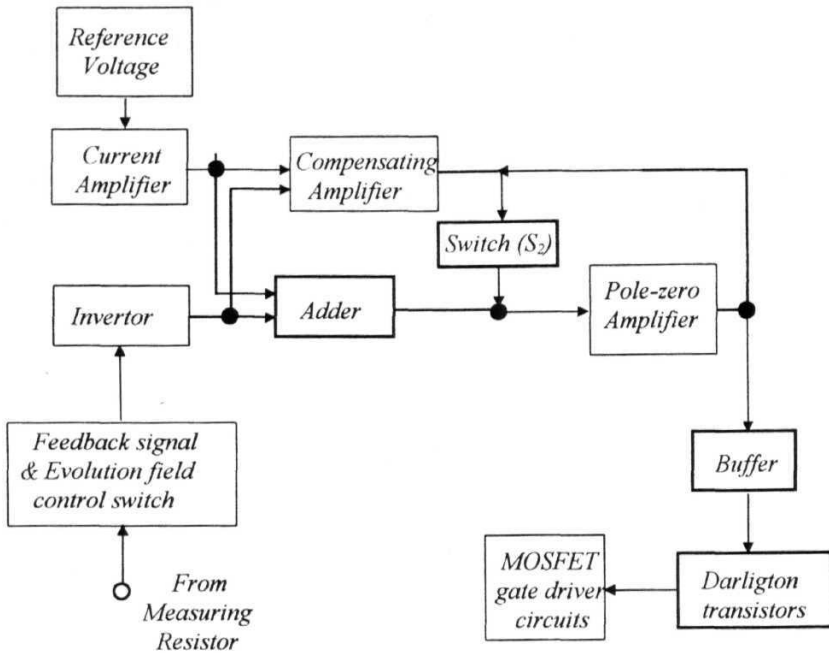 Reference
Voltage
Current
Amplifier
Compensating
Amplifier
Switch (S₂)
Invertor
Adder
Pole-zero
Amplifier
Feedback signal
& Evolution field
control switch
Buffer
From
Measuring
Resistor
MOSFET
gate driver
circuits
Darligton
transistors